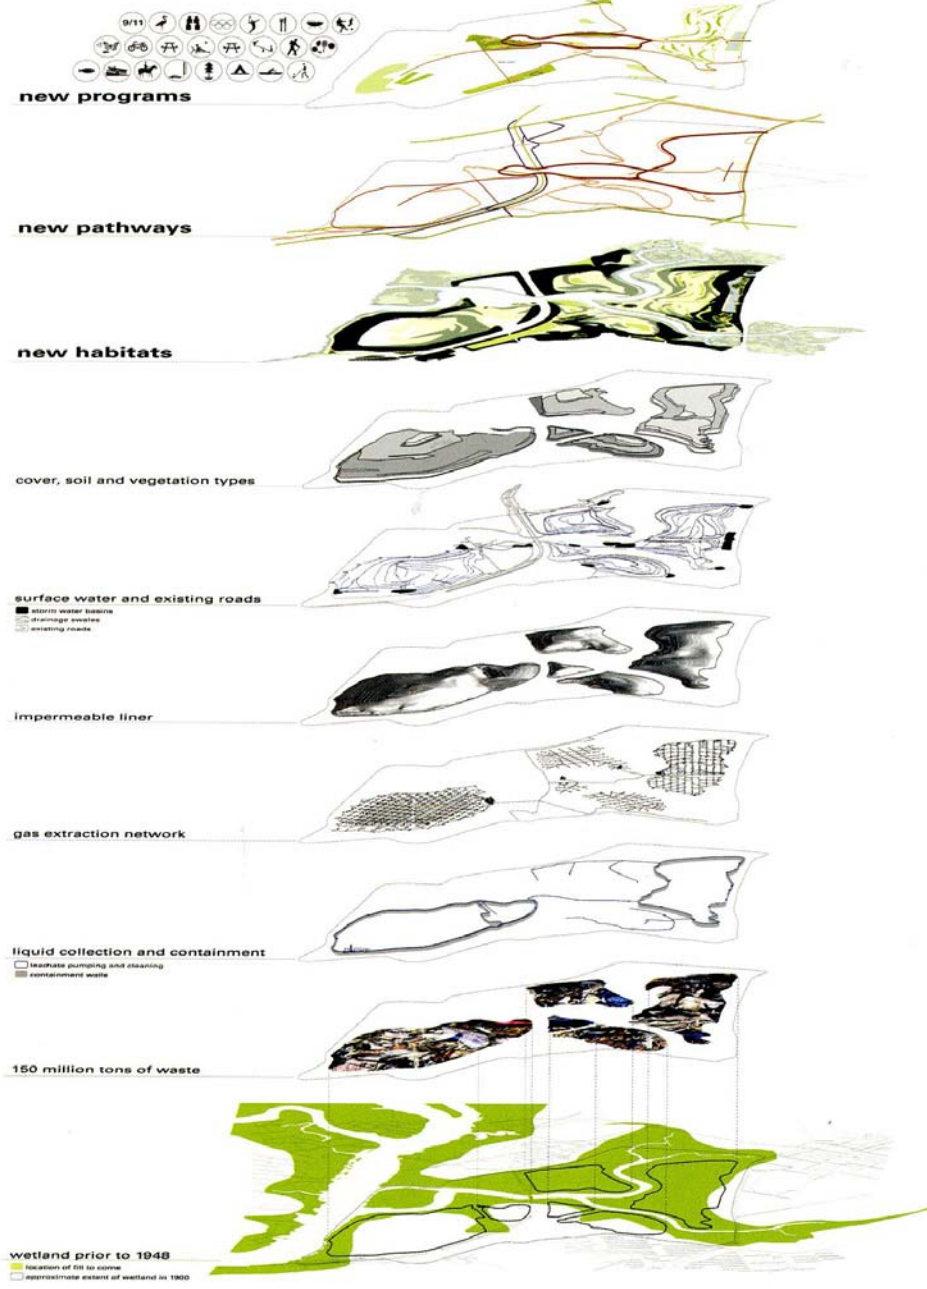 9/11
new programs
new pathways
new habitats
cover, soil and vegetation types
surface water and existing roads
storm water basins
drainage swales
existing roads
impermeable liner
gas extraction network
liquid collection and containment
leachate pumping and cleaning
containment walls
150 million tons of waste
wetland prior to 1948
location of fill to come
approximate extent of wetland in 1900